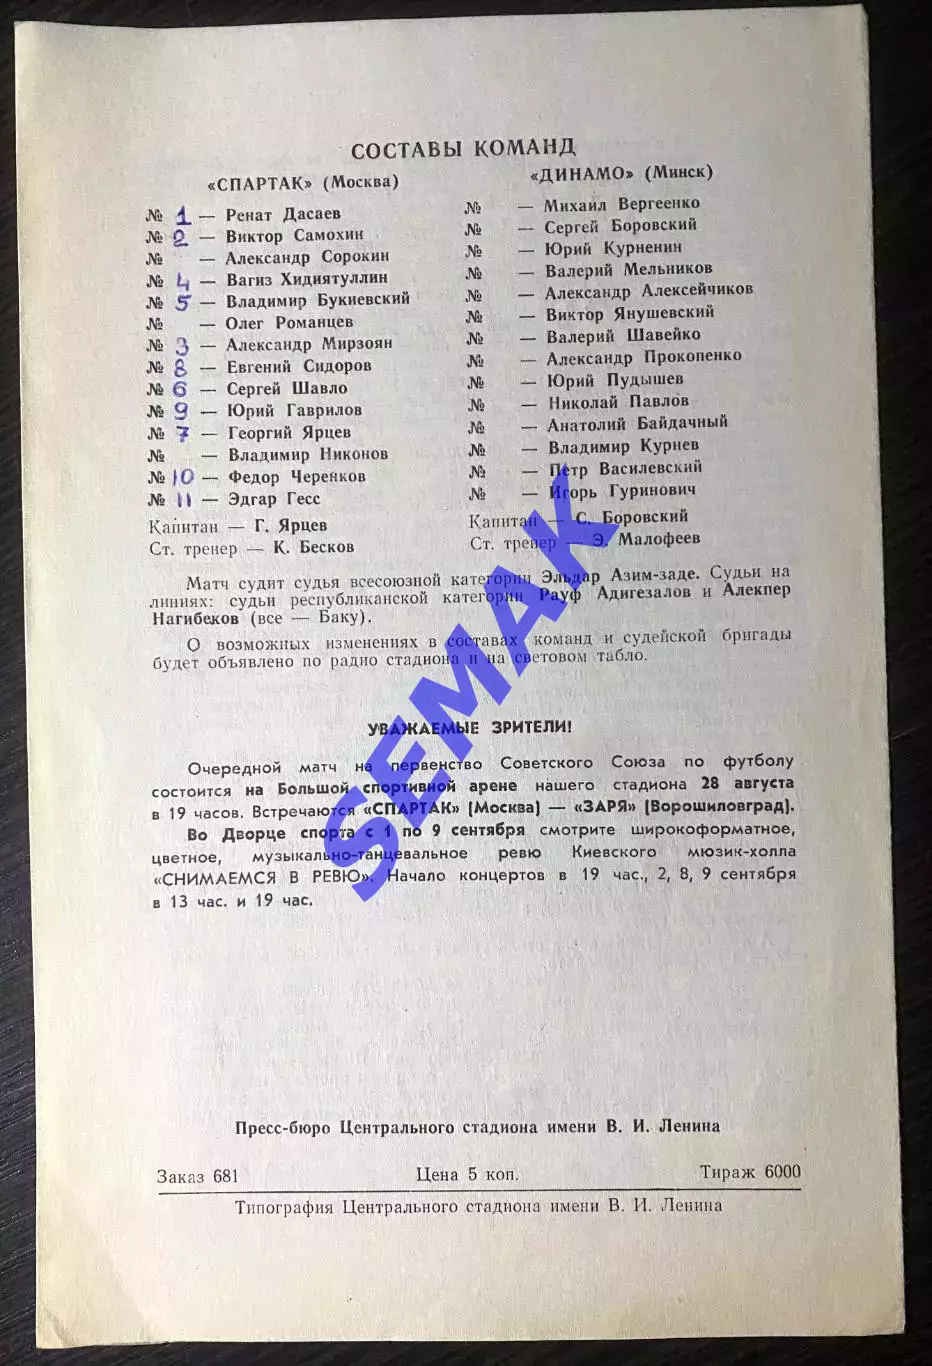 СОСТАВЫ КОМАНД
«СПАРТАК» (Москва)
№ 1 — Ренат Дасаев
№ 2 — Виктор Самохин
№ — Александр Сорокин
№ 4 — Вагиз Хидиятуллин
№ 5 — Владимир Букиевский
№ — Олег Романцев
№ 3 — Александр Мирзоян
№ 8 — Евгений Сидоров
№ 6 — Сергей Шавло
№ 9 — Юрий Гаврилов
№ 7 — Георгий Ярцев
№ — Владимир Никонов
№ 10 — Федор Черенков
№ 11 — Эдгар Гесс
Капитан — Г. Ярцев
Ст. тренер — К. Бесков
«ДИНАМО» (Минск)
№ — Михаил Вергеенко
№ — Сергей Боровский
№ — Юрий Курненин
№ — Валерий Мельников
№ — Александр Алексейчиков
№ — Виктор Янушевский
№ — Валерий Шавейко
№ — Александр Прокопенко
№ — Юрий Пудышев
№ — Николай Павлов
№ — Анатолий Байдачный
№ — Владимир Курнев
№ — Петр Василевский
№ — Игорь Гуринович
Капитан — С. Боровский
Ст. тренер — Э. Малофеев
Матч судит судья всесоюзной категории Эльдар Азим-заде. Судьи на
линиях: судьи республиканской категории Рауф Адигезалов и Алекпер
Нагибеков (все — Баку).
О возможных изменениях в составах команд и судейской бригады
будет объявлено по радио стадиона и на световом табло.
УВАЖАЕМЫЕ ЗРИТЕЛИ!
Очередной матч на первенство Советского Союза по футболу
состоится на Большой спортивной арене нашего стадиона 28 августа
в 19 часов. Встречаются «СПАРТАК» (Москва) — «ЗАРЯ» (Ворошиловград).
Во Дворце спорта с 1 по 9 сентября смотрите широкоформатное,
цветное, музыкально-танцевальное ревю Киевского мюзик-холла
«СНИМАЕМСЯ В РЕВЮ». Начало концертов в 19 час., 2, 8, 9 сентября
в 13 час. и 19 час.
SEMAK
Пресс-бюро Центрального стадиона имени В. И. Ленина
Заказ 681 Цена 5 коп. Тираж 6000
Типография Центрального стадиона имени В. И. Ленина